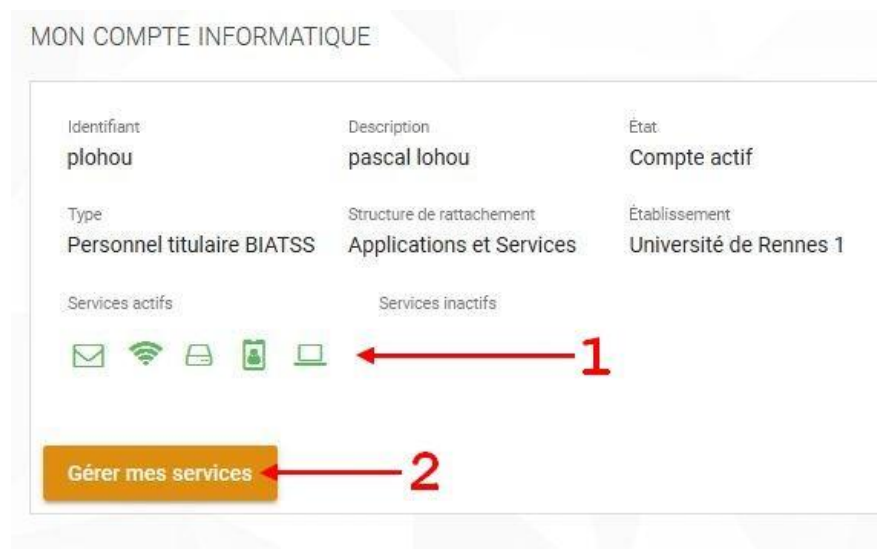 MON COMPTE INFORMATIQUE
Identifiant Description État
plohou pascal lohou Compte actif
Type Structure de rattachement Établissement
Personnel titulaire BIATSS Applications et Services Université de Rennes 1
Services actifs Services inactifs
1
Gérer mes services 2